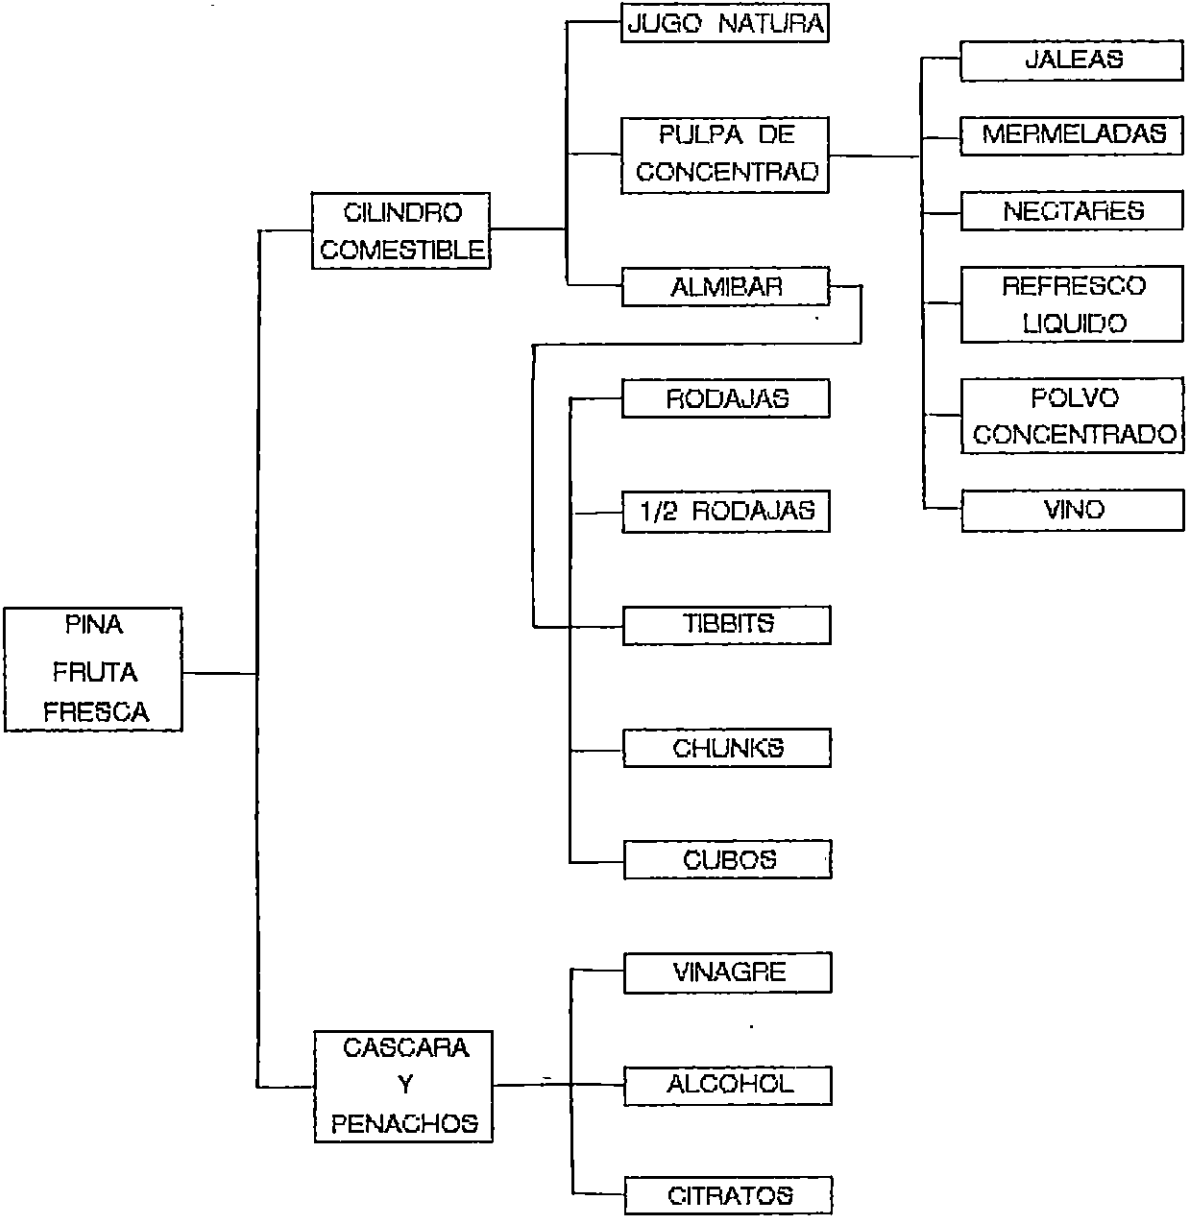 JUGO NATURA
JALEAS
PULPA DE
CONCENTRAD
MERMELADAS
CILINDRO
COMESTIBLE
NECTARES
ALMIBAR
REFRESCO
LIQUIDO
RODAJAS
POLVO
CONCENTRADO
1/2 RODAJAS
VINO
PINA
FRUTA
FRESCA
TIBBITS
CHUNKS
CUBOS
VINAGRE
CASCARA
Y
PENACHOS
ALCOHOL
CITRATOS